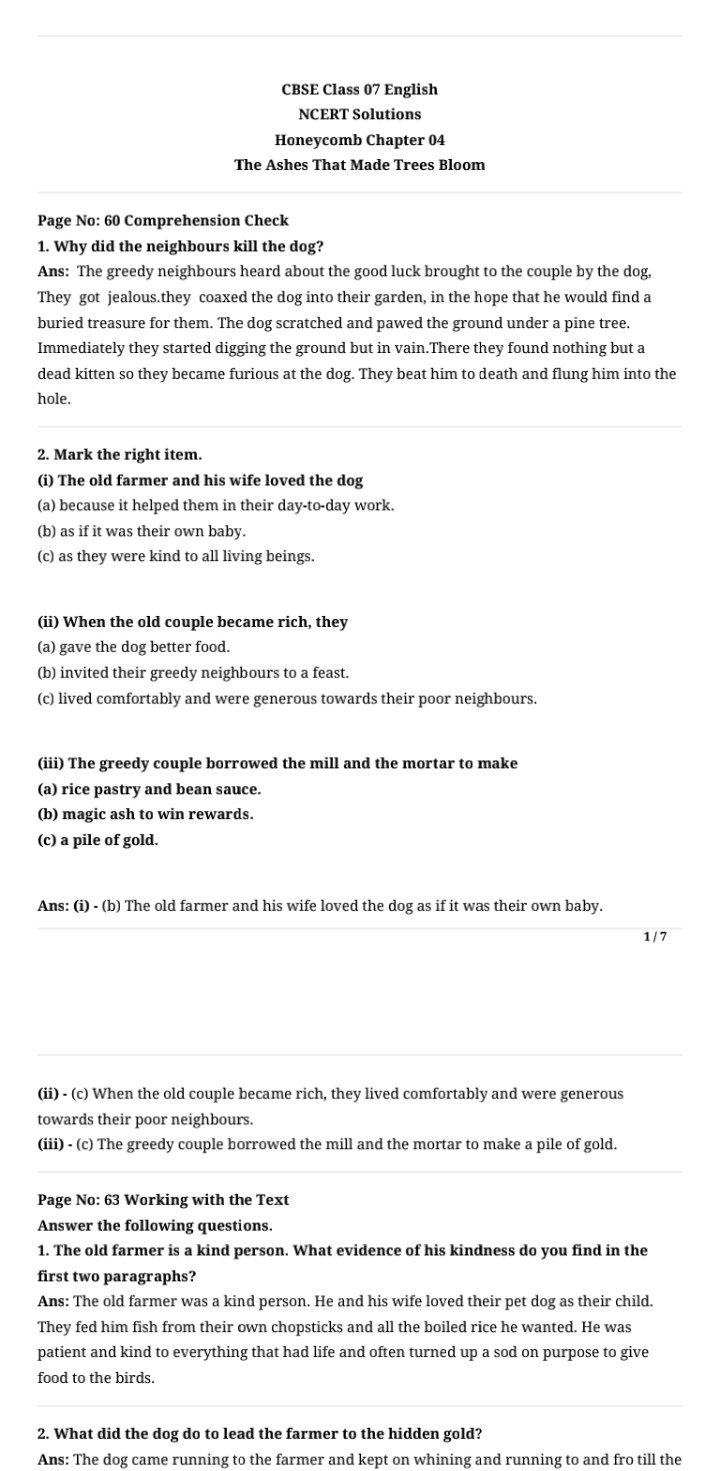 CBSE Class 07 English
NCERT Solutions
Honeycomb Chapter 04
The Ashes That Made Trees Bloom
Page No: 60 Comprehension Check
1. Why did the neighbours kill the dog?
Ans: The greedy neighbours heard about the good luck brought to the couple by the dog,
They got jealous.they coaxed the dog into their garden, in the hope that he would find a
buried treasure for them. The dog scratched and pawed the ground under a pine tree.
Immediately they started digging the ground but in vain.There they found nothing but a
dead kitten so they became furious at the dog. They beat him to death and flung him into the
hole.
2. Mark the right item.
(i) The old farmer and his wife loved the dog
(a) because it helped them in their day-to-day work.
(b) as if it was their own baby.
(c) as they were kind to all living beings.
(ii) When the old couple became rich, they
(a) gave the dog better food.
(b) invited their greedy neighbours to a feast.
(c) lived comfortably and were generous towards their poor neighbours.
(iii) The greedy couple borrowed the mill and the mortar to make
(a) rice pastry and bean sauce.
(b) magic ash to win rewards.
(c) a pile of gold.
Ans: (i) - (b) The old farmer and his wife loved the dog as if it was their own baby.
1 / 7
(ii) - (c) When the old couple became rich, they lived comfortably and were generous
towards their poor neighbours.
(iii) - (c) The greedy couple borrowed the mill and the mortar to make a pile of gold.
Page No: 63 Working with the Text
Answer the following questions.
1. The old farmer is a kind person. What evidence of his kindness do you find in the
first two paragraphs?
Ans: The old farmer was a kind person. He and his wife loved their pet dog as their child.
They fed him fish from their own chopsticks and all the boiled rice he wanted. He was
patient and kind to everything that had life and often turned up a sod on purpose to give
food to the birds.
2. What did the dog do to lead the farmer to the hidden gold?
Ans: The dog came running to the farmer and kept on whining and running to and fro till the